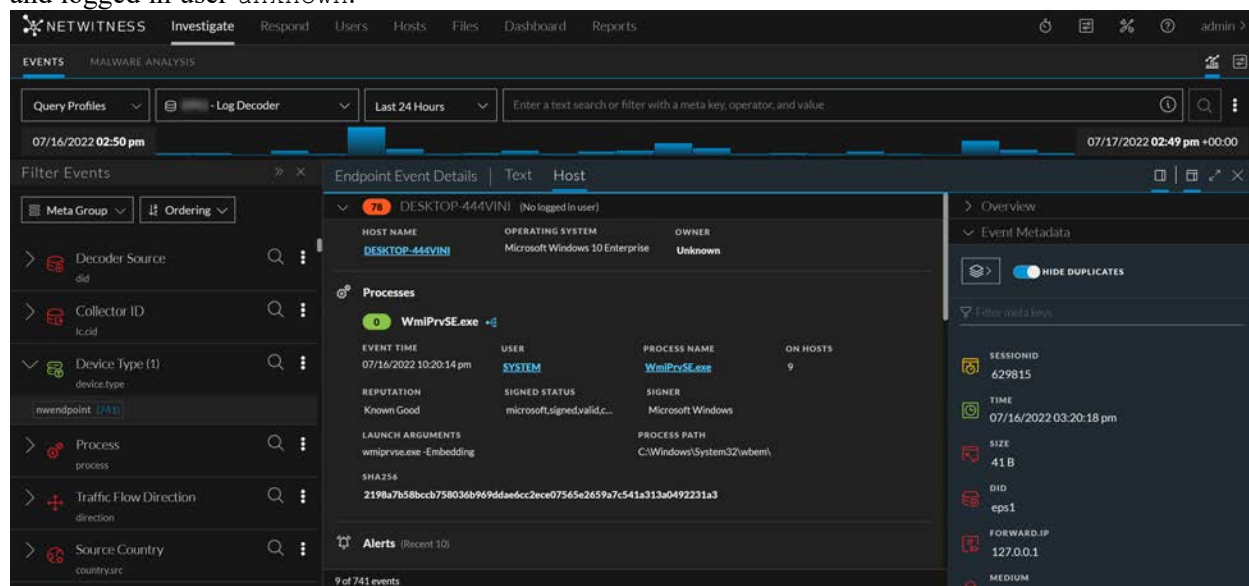 and logged in user unknown.
NETWITNESS Investigate Respond Users Hosts Files Dashboard Reports admin >
EVENTS MALWARE ANALYSIS
Query Profiles - Log Decoder Last 24 Hours Enter a text search or filter with a meta key, operator, and value
07/16/2022 02:50 pm 07/17/2022 02:49 pm +00:00
Filter Events » × Endpoint Event Details | Text Host
Meta Group Ordering
Decoder Source
did
Collector ID
lc.cid
Device Type (1)
device.type
nwendpoint (741)
Process
process
Traffic Flow Direction
direction
Source Country
country.src
78 DESKTOP-444VINI (No logged in user)
HOST NAME OPERATING SYSTEM OWNER
DESKTOP-444VINI Microsoft Windows 10 Enterprise Unknown
Processes
0 WmiPrvSE.exe
EVENT TIME USER PROCESS NAME ON HOSTS
07/16/2022 10:20:14 pm SYSTEM WmiPrvSE.exe 9
REPUTATION SIGNED STATUS SIGNER
Known Good microsoft,signed,valid,c... Microsoft Windows
LAUNCH ARGUMENTS PROCESS PATH
wmiprvse.exe -Embedding C:\Windows\System32\wbem\
SHA256
2198a7b58bccb758036b969ddae6cc2ece07565e2659a7c541a313a0492231a3
Alerts (Recent 10)
9 of 741 events
> Overview
Event Metadata
HIDE DUPLICATES
Filter meta keys
SESSIONID
629815
TIME
07/16/2022 03:20:18 pm
SIZE
41 B
DID
eps1
FORWARD.IP
127.0.0.1
MEDIUM